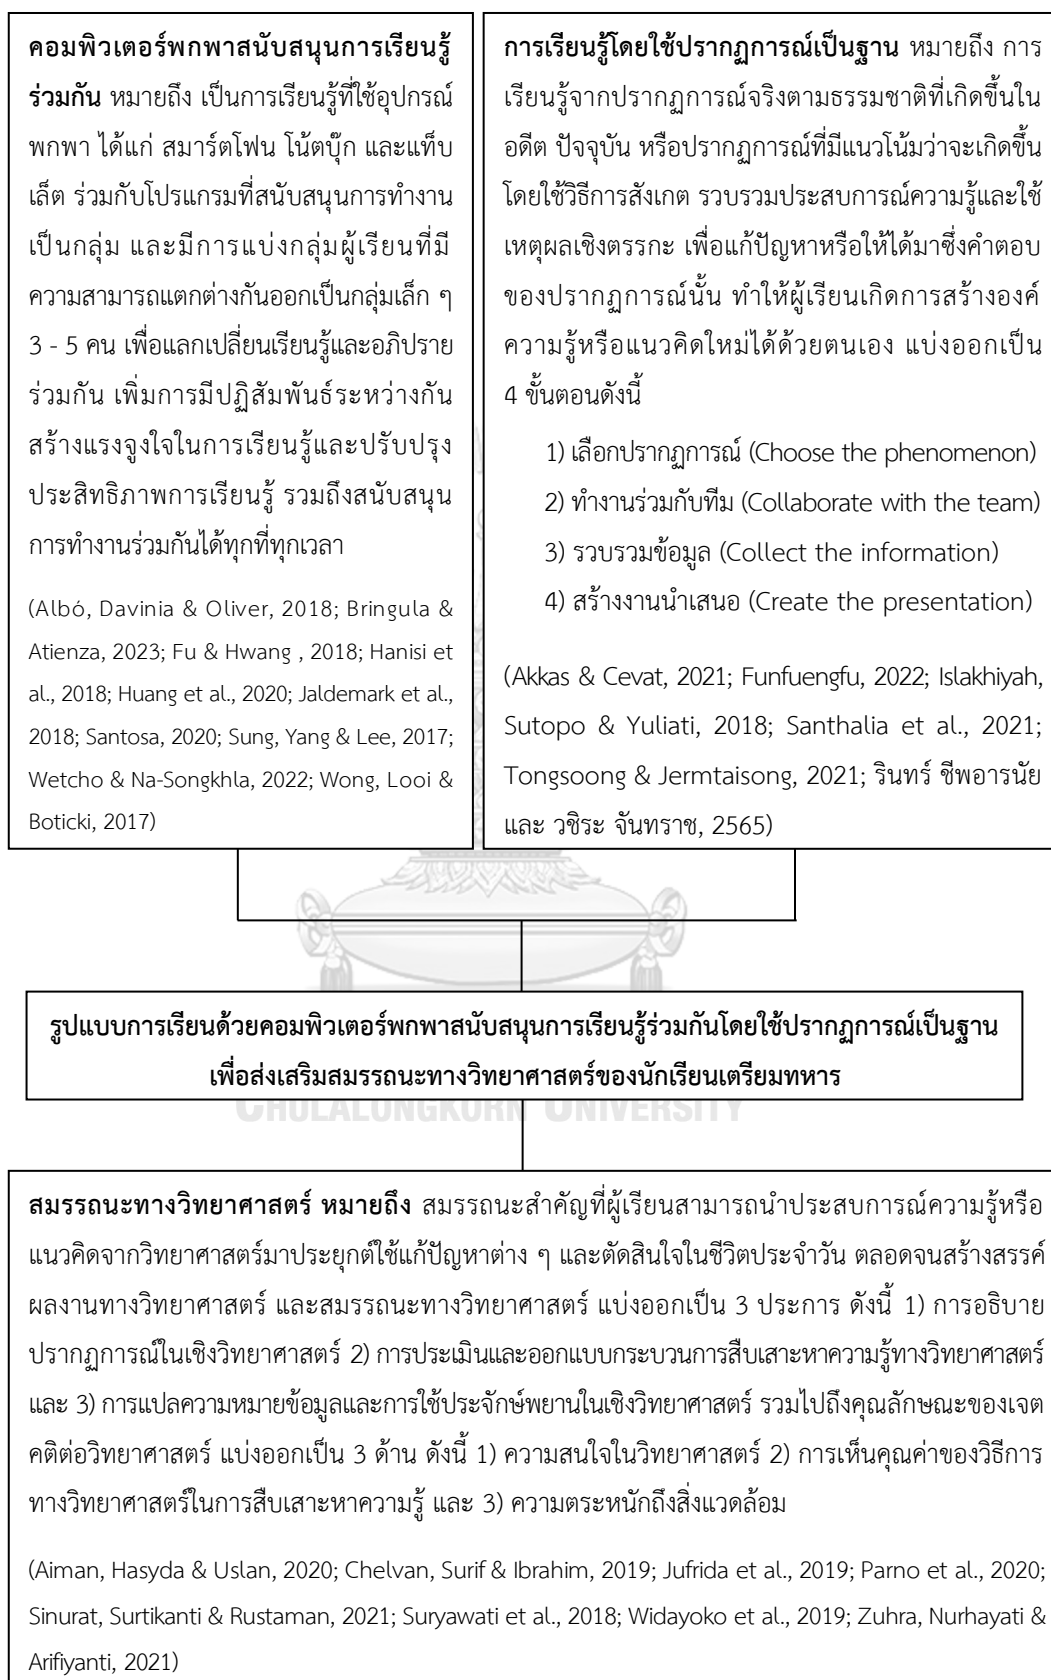 คอมพิวเตอร์พกพาสนับสนุนการเรียนรู้
ร่วมกัน หมายถึง เป็นการเรียนรู้ที่ใช้อุปกรณ์
พกพา ได้แก่ สมาร์ตโฟน โน้ตบุ๊ก และแท็บ
เล็ต ร่วมกับโปรแกรมที่สนับสนุนการทำงาน
เป็นกลุ่ม และมีการแบ่งกลุ่มผู้เรียนที่มี
ความสามารถแตกต่างกันออกเป็นกลุ่มเล็ก ๆ
3 - 5 คน เพื่อแลกเปลี่ยนเรียนรู้และอภิปราย
ร่วมกัน เพิ่มการมีปฏิสัมพันธ์ระหว่างกัน
สร้างแรงจูงใจในการเรียนรู้และปรับปรุง
ประสิทธิภาพการเรียนรู้ รวมถึงสนับสนุน
การทำงานร่วมกันได้ทุกที่ทุกเวลา
(Albó, Davinia & Oliver, 2018; Bringula &
Atienza, 2023; Fu & Hwang , 2018; Hanisi et
al., 2018; Huang et al., 2020; Jaldemark et al.,
2018; Santosa, 2020; Sung, Yang & Lee, 2017;
Wetcho & Na-Songkhla, 2022; Wong, Looi &
Boticki, 2017)
การเรียนรู้โดยใช้ปรากฏการณ์เป็นฐาน หมายถึง การ
เรียนรู้จากปรากฏการณ์จริงตามธรรมชาติที่เกิดขึ้นใน
อดีต ปัจจุบัน หรือปรากฏการณ์ที่มีแนวโน้มว่าจะเกิดขึ้น
โดยใช้วิธีการสังเกต รวบรวมประสบการณ์ความรู้และใช้
เหตุผลเชิงตรรกะ เพื่อแก้ปัญหาหรือให้ได้มาซึ่งคำตอบ
ของปรากฏการณ์นั้น ทำให้ผู้เรียนเกิดการสร้างองค์
ความรู้หรือแนวคิดใหม่ได้ด้วยตนเอง แบ่งออกเป็น
4 ขั้นตอนดังนี้
1) เลือกปรากฏการณ์ (Choose the phenomenon)
2) ทำงานร่วมกับทีม (Collaborate with the team)
3) รวบรวมข้อมูล (Collect the information)
4) สร้างงานนำเสนอ (Create the presentation)
(Akkas & Cevat, 2021; Funfuengfu, 2022; Islakhiyah,
Sutopo & Yuliati, 2018; Santhalia et al., 2021;
Tongsoong & Jermtaisong, 2021; รินทร์ ชีพอารนัย
และ วชิระ จันทราช, 2565)
รูปแบบการเรียนด้วยคอมพิวเตอร์พกพาสนับสนุนการเรียนรู้ร่วมกันโดยใช้ปรากฏการณ์เป็นฐาน
เพื่อส่งเสริมสมรรถนะทางวิทยาศาสตร์ของนักเรียนเตรียมทหาร
CHULALONGKORN UNIVERSITY
สมรรถนะทางวิทยาศาสตร์ หมายถึง สมรรถนะสำคัญที่ผู้เรียนสามารถนำประสบการณ์ความรู้หรือ
แนวคิดจากวิทยาศาสตร์มาประยุกต์ใช้แก้ปัญหาต่าง ๆ และตัดสินใจในชีวิตประจำวัน ตลอดจนสร้างสรรค์
ผลงานทางวิทยาศาสตร์ และสมรรถนะทางวิทยาศาสตร์ แบ่งออกเป็น 3 ประการ ดังนี้ 1) การอธิบาย
ปรากฏการณ์ในเชิงวิทยาศาสตร์ 2) การประเมินและออกแบบกระบวนการสืบเสาะหาความรู้ทางวิทยาศาสตร์
และ 3) การแปลความหมายข้อมูลและการใช้ประจักษ์พยานในเชิงวิทยาศาสตร์ รวมไปถึงคุณลักษณะของเจต
คติต่อวิทยาศาสตร์ แบ่งออกเป็น 3 ด้าน ดังนี้ 1) ความสนใจในวิทยาศาสตร์ 2) การเห็นคุณค่าของวิธีการ
ทางวิทยาศาสตร์ในการสืบเสาะหาความรู้ และ 3) ความตระหนักถึงสิ่งแวดล้อม
(Aiman, Hasyda & Uslan, 2020; Chelvan, Surif & Ibrahim, 2019; Jufrida et al., 2019; Parno et al., 2020;
Sinurat, Surtikanti & Rustaman, 2021; Suryawati et al., 2018; Widayoko et al., 2019; Zuhra, Nurhayati &
Arifiyanti, 2021)